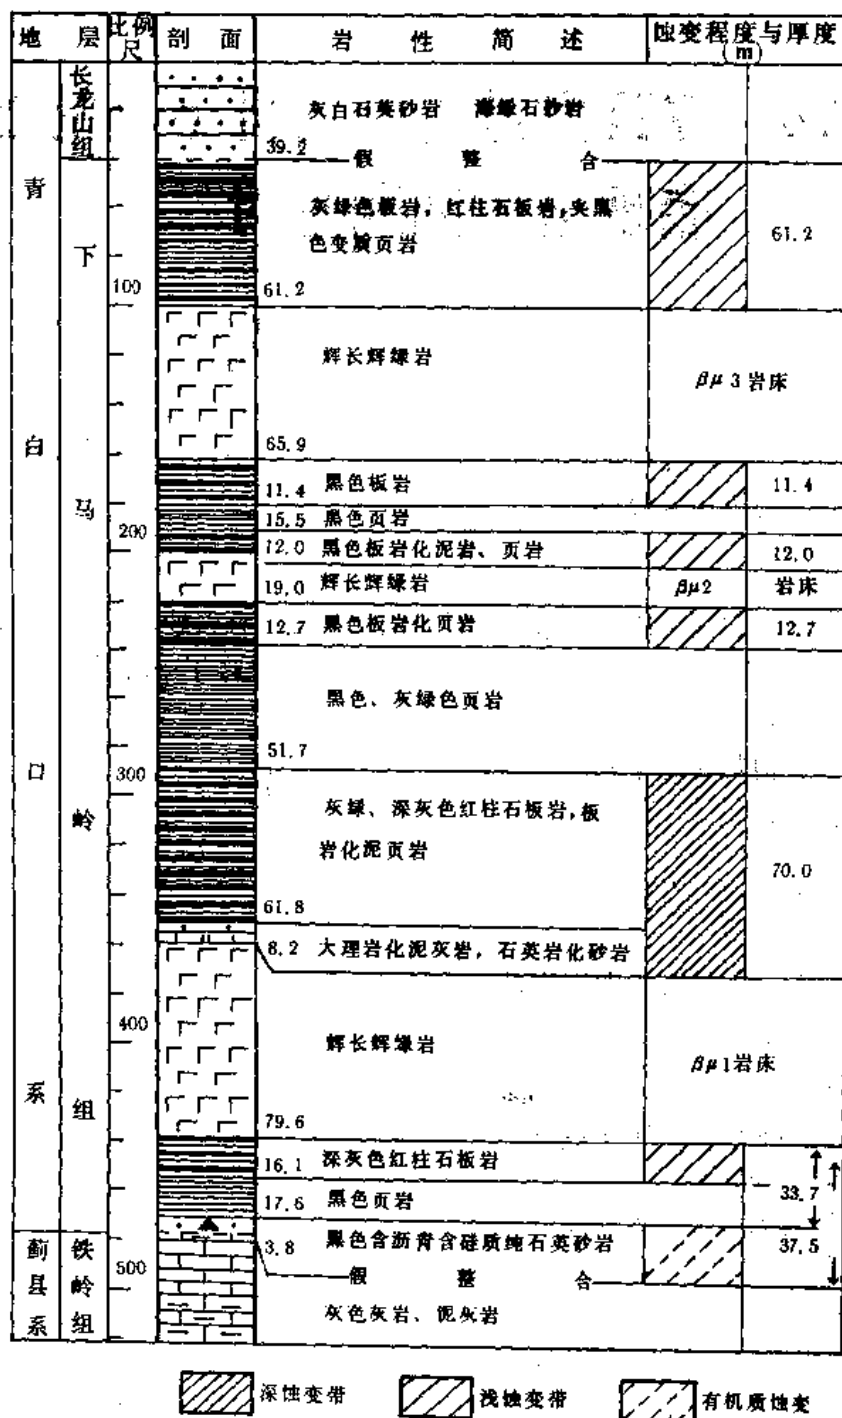 地 层 比例尺 剖 面 岩 性 简 述 蚀变程度与厚度(m)
长龙山组
灰白石英砂岩 海绿石砂岩
39.2
假 整 合
青白口系
下马岭组
灰绿色板岩，红柱石板岩，夹黑
色变质页岩
61.2
61.2
100
辉长辉绿岩
65.9
βμ3岩床
11.4 黑色板岩 11.4
15.5 黑色页岩
200
12.0 黑色板岩化泥岩、页岩 12.0
19.0 辉长辉绿岩 βμ2 岩床
12.7 黑色板岩化页岩 12.7
黑色、灰绿色页岩
51.7
300
灰绿、深灰色红柱石板岩，板
岩化泥页岩
61.8
70.0
8.2 大理岩化泥灰岩，石英岩化砂岩
400
辉长辉绿岩
79.6
βμ1岩床
16.1 深灰色红柱石板岩
33.7
17.6 黑色页岩
3.8 黑色含沥青含硅质纯石英砂岩 37.5
假 整 合
蓟县系
铁岭组
500
灰色灰岩、泥灰岩
深蚀变带 浅蚀变带 有机质蚀变